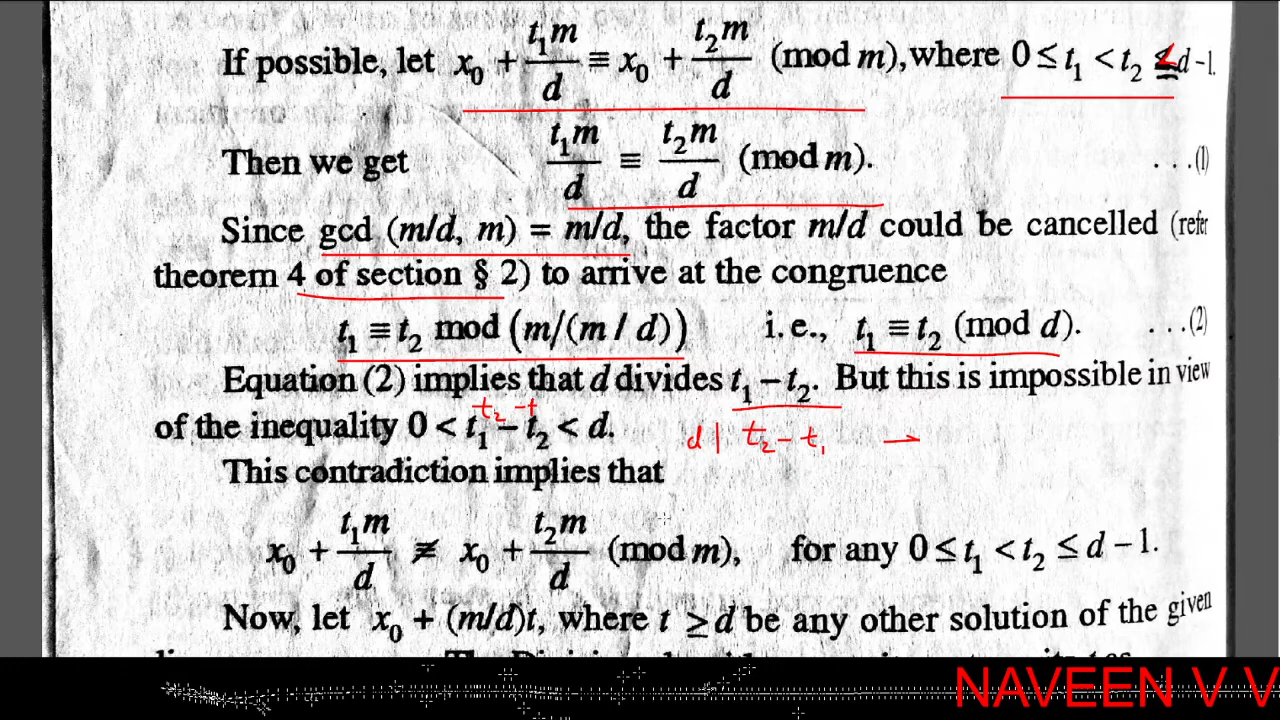 If possible, let x₀ + t₁m/d ≡ x₀ + t₂m/d (mod m), where 0 ≤ t₁ < t₂ ≤ d-1.
Then we get t₁m/d ≡ t₂m/d (mod m). . . .(1)
Since gcd (m/d, m) = m/d, the factor m/d could be cancelled (refer
theorem 4 of section § 2) to arrive at the congruence
t₁ ≡ t₂ mod (m/(m / d)) i. e., t₁ ≡ t₂ (mod d). . . .(2)
Equation (2) implies that d divides t₁ – t₂. But this is impossible in view
t₂ - t
of the inequality 0 < t₁ – t₂ < d. d | t₂ - t₁ →
This contradiction implies that
x₀ + t₁m/d ≢ x₀ + t₂m/d (mod m), for any 0 ≤ t₁ < t₂ ≤ d – 1.
Now, let x₀ + (m/d)t, where t ≥ d be any other solution of the given
NAVEEN V V